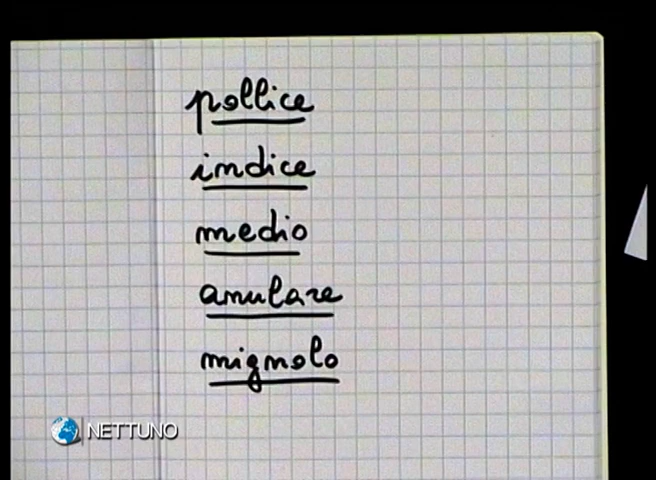 pollice
indice
medio
anulare
mignolo
NETTUNO